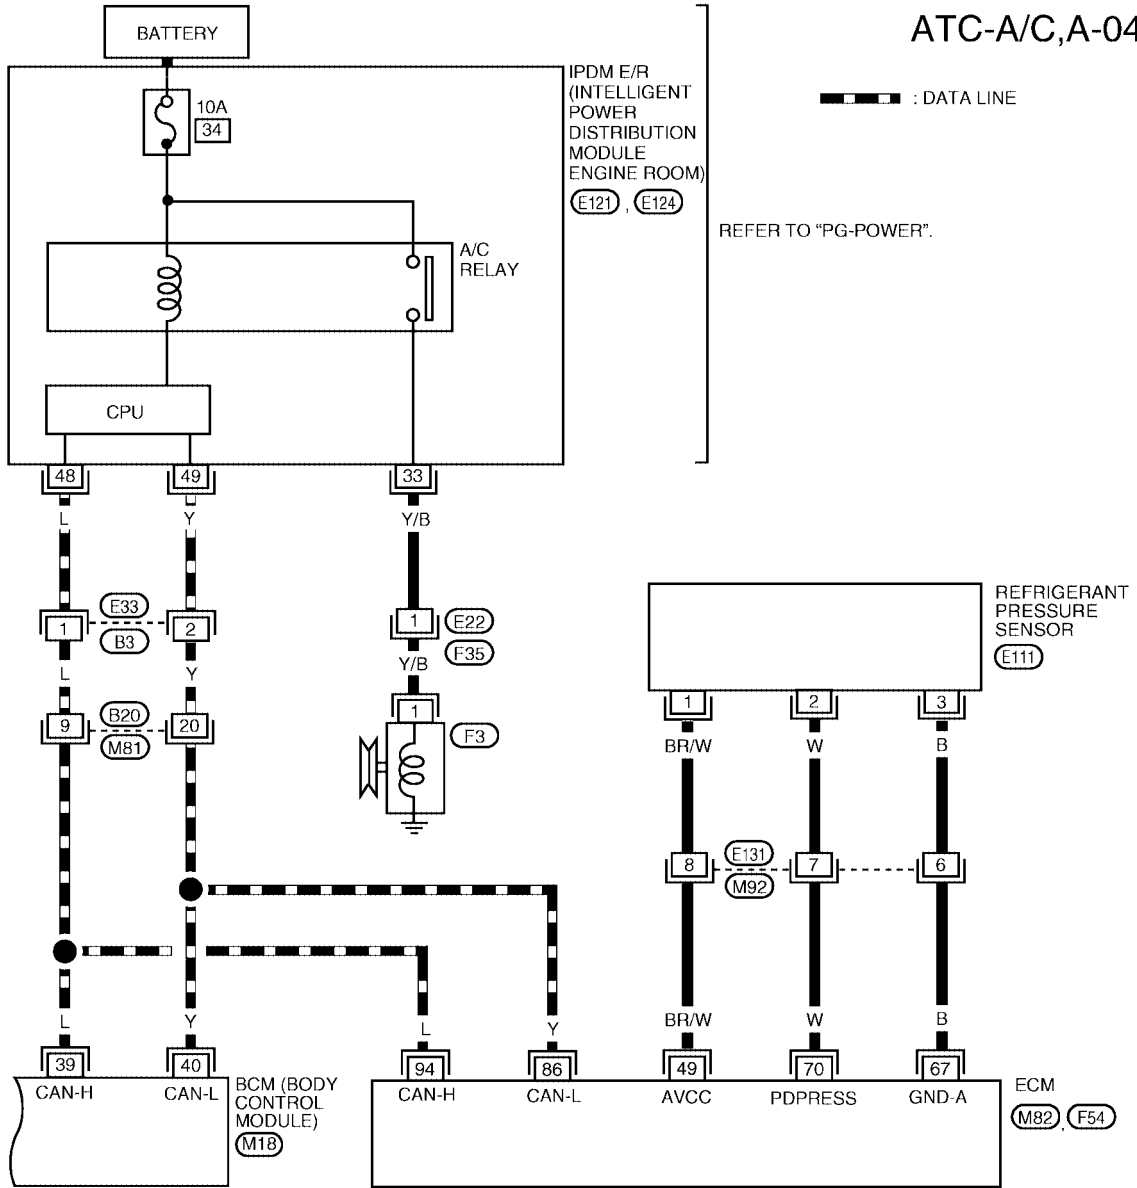 ATC-A/C,A-04
BATTERY
: DATA LINE
10A
34
IPDM E/R
(INTELLIGENT
POWER
DISTRIBUTION
MODULE
ENGINE ROOM)
E121 , E124
REFER TO “PG-POWER”.
A/C
RELAY
CPU
48 49 33
L Y Y/B
1 E33 2
B3
1 E22
F35
L Y Y/B
9 B20 20
M81
1 F3
REFRIGERANT
PRESSURE
SENSOR
E111
1 2 3
BR/W W B
8 E131 7 6
M92
L Y L Y BR/W W B
39 40 94 86 49 70 67
CAN-H CAN-L
BCM (BODY
CONTROL
MODULE)
M18
CAN-H CAN-L AVCC PDPRESS GND-A
ECM
M82 , F54